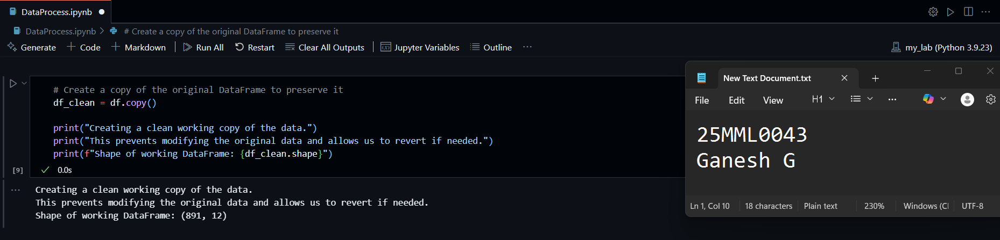 DataProcess.ipynb
DataProcess.ipynb > # Create a copy of the original DataFrame to preserve it
Generate + Code + Markdown | Run All Restart Clear All Outputs | Jupyter Variables Outline ...
my_lab (Python 3.9.23)
# Create a copy of the original DataFrame to preserve it
df_clean = df.copy()
print("Creating a clean working copy of the data.")
print("This prevents modifying the original data and allows us to revert if needed.")
print(f"Shape of working DataFrame: {df_clean.shape}")
[9] 0.0s
Creating a clean working copy of the data.
This prevents modifying the original data and allows us to revert if needed.
Shape of working DataFrame: (891, 12)
New Text Document.txt
File Edit View H1
25MML0043
Ganesh G
Ln 1, Col 10 18 characters Plain text 230% Windows (Cl UTF-8